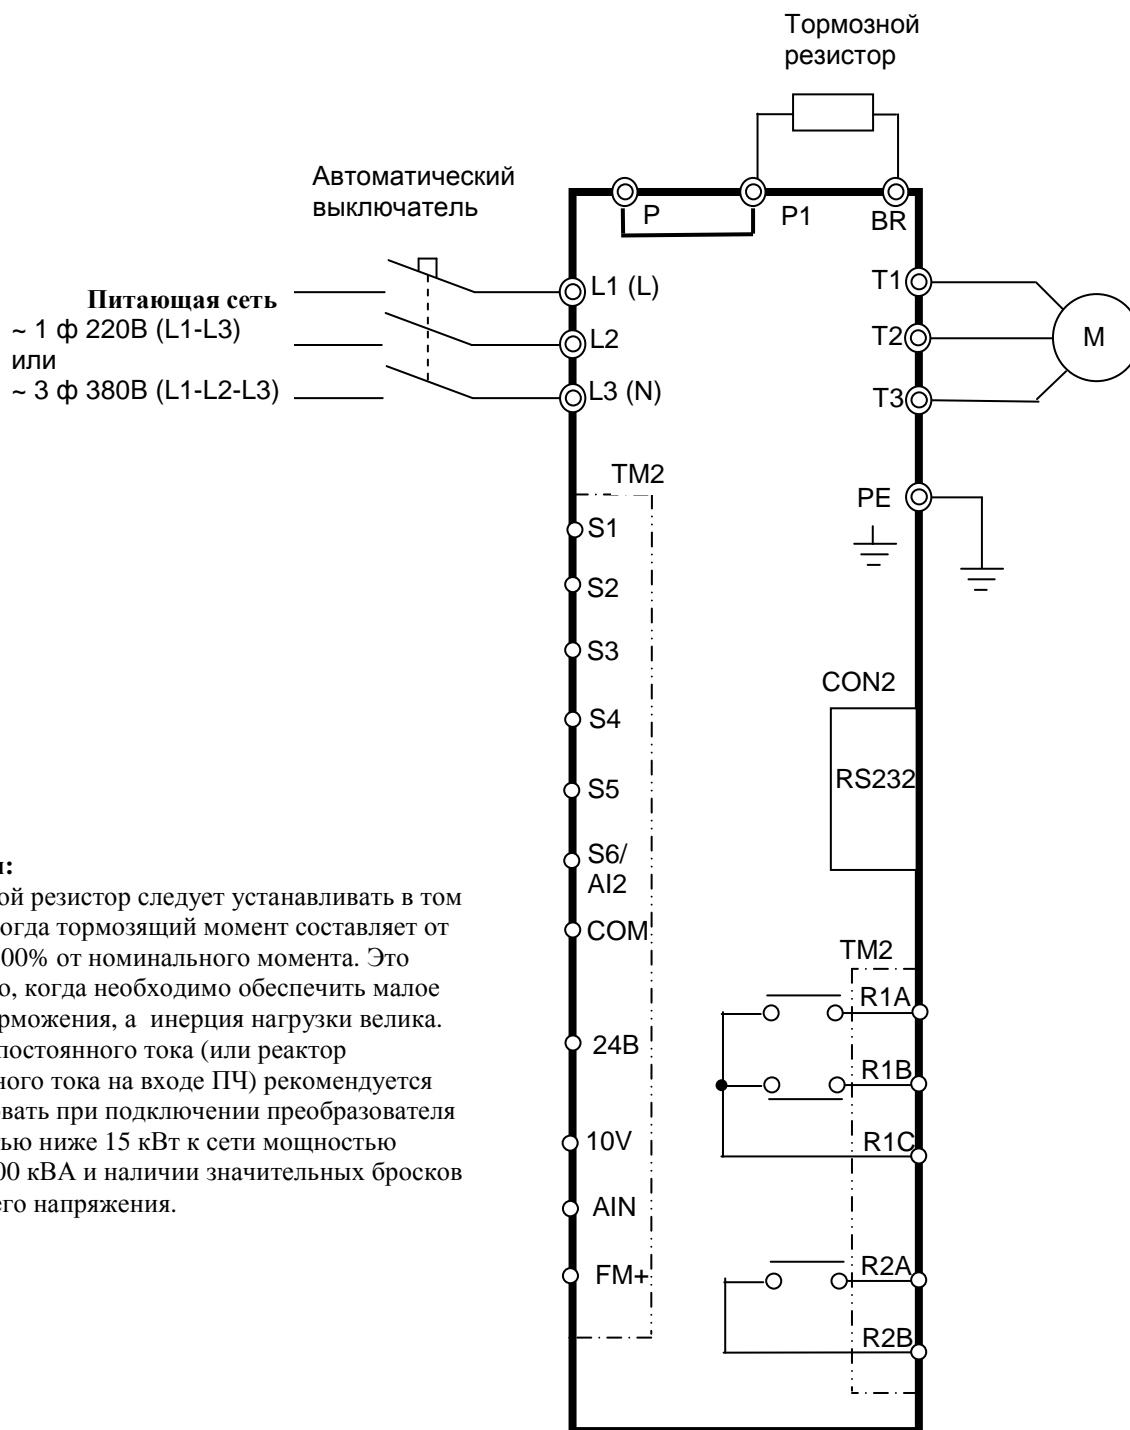 Тормозной
резистор
Автоматический
выключатель
P
P1
BR
L1 (L)
T1
Питающая сеть
~ 1 ф 220В (L1-L3)
или
~ 3 ф 380В (L1-L2-L3)
L2
T2
M
L3 (N)
T3
TM2
PE
S1
S2
S3
CON2
S4
RS232
S5
S6/
AI2
COM
ой резистор следует устанавливать в том
огда тормозящий момент составляет от
00% от номинального момента. Это
о, когда необходимо обеспечить малое
рможения, а инерция нагрузки велика.
постоянного тока (или реактор
ного тока на входе ПЧ) рекомендуется
овать при подключении преобразователя
ью ниже 15 кВт к сети мощностью
00 кВА и наличии значительных бросков
его напряжения.
TM2
R1A
24В
R1B
10V
R1C
AIN
FM+
R2A
R2B